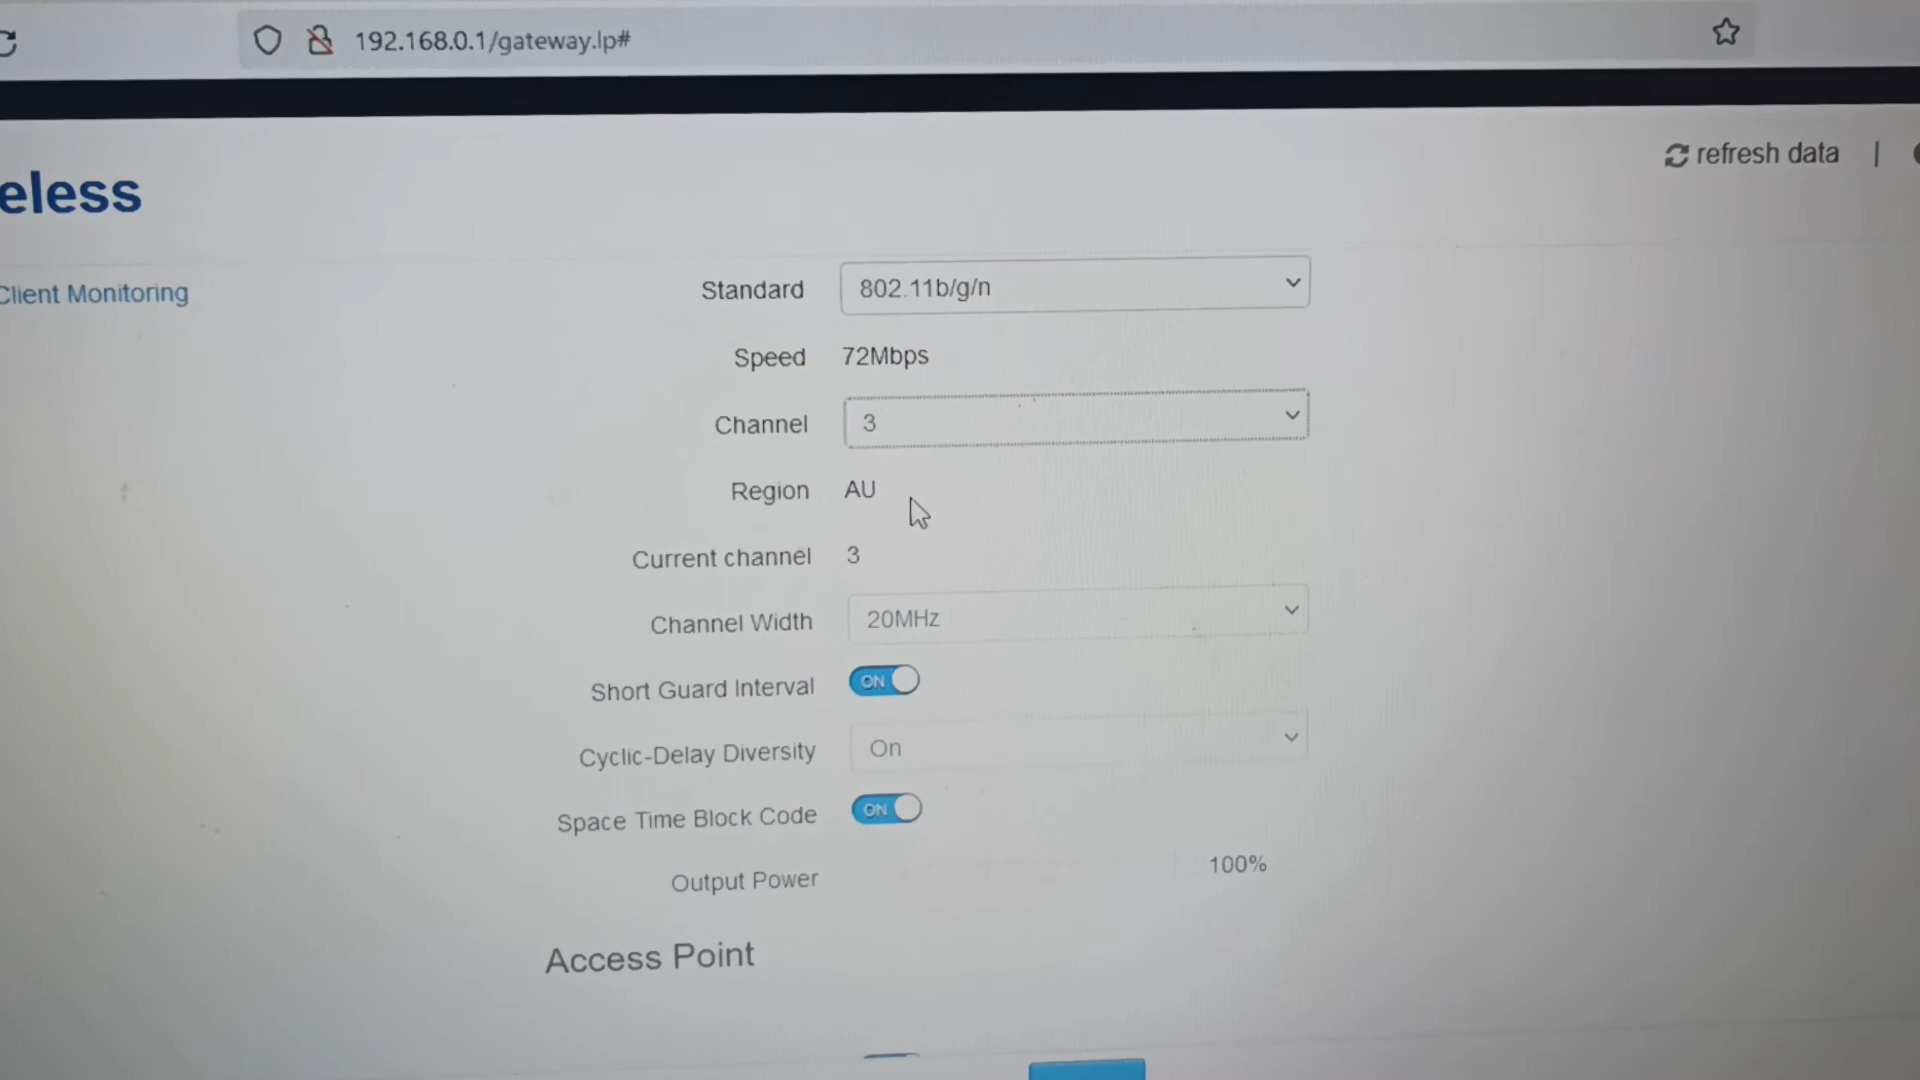 192.168.0.1/gateway.lp#
refresh data |
eless
Client Monitoring
Standard 802.11b/g/n
Speed 72Mbps
Channel 3
Region AU
Current channel 3
Channel Width 20MHz
Short Guard Interval ON
Cyclic-Delay Diversity On
Space Time Block Code ON
Output Power 100%
Access Point